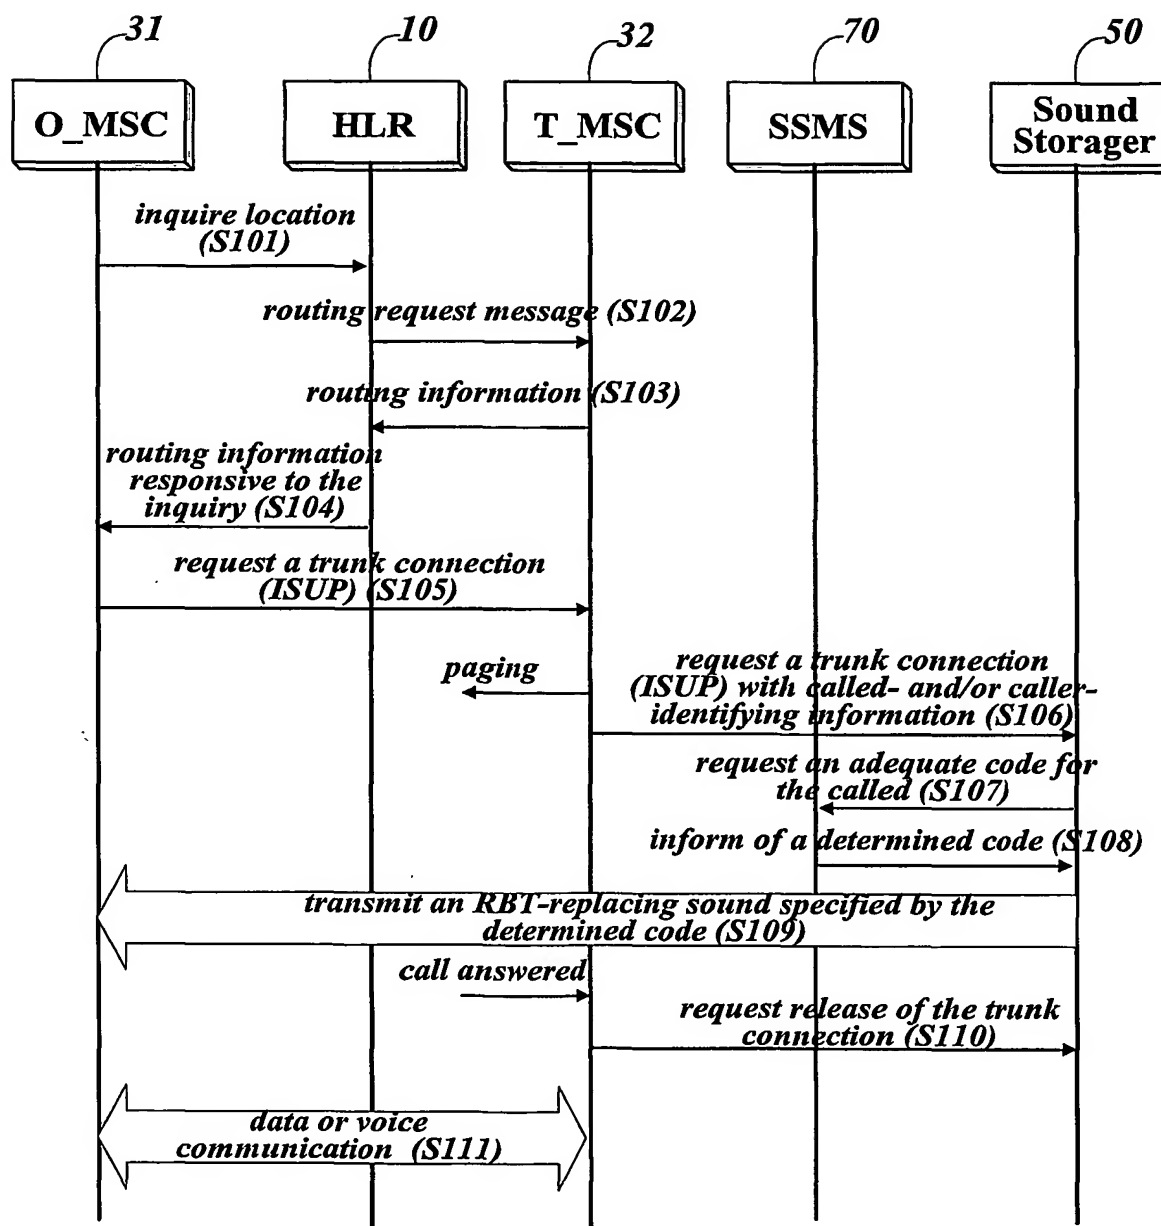 31
10
32
70
50
O_MSC
HLR
T_MSC
SSMS
Sound
Storager
inquire location
(S101)
routing request message (S102)
routing information (S103)
routing information
responsive to the
inquiry (S104)
request a trunk connection
(ISUP) (S105)
paging
request a trunk connection
(ISUP) with called- and/or caller-
identifying information (S106)
request an adequate code for
the called (S107)
inform of a determined code (S108)
transmit an RBT-replacing sound specified by the
determined code (S109)
call answered
request release of the trunk
connection (S110)
data or voice
communication (S111)